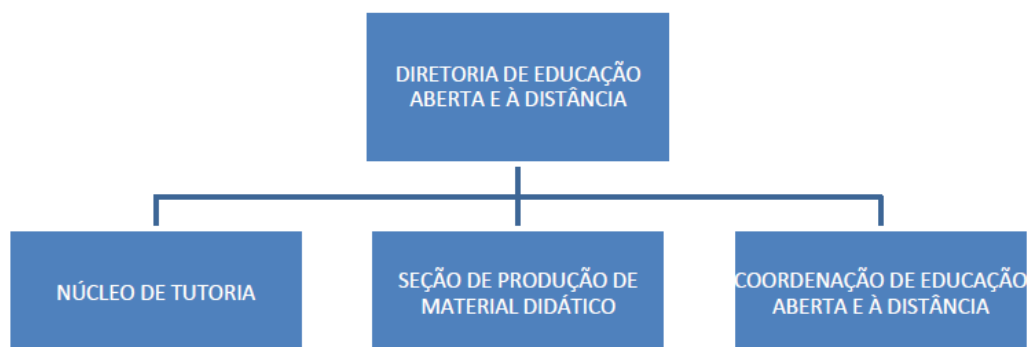 DIRETORIA DE EDUCAÇÃO
ABERTA E À DISTÂNCIA
NÚCLEO DE TUTORIA
SEÇÃO DE PRODUÇÃO DE
MATERIAL DIDÁTICO
COORDENAÇÃO DE EDUCAÇÃO
ABERTA E À DISTÂNCIA